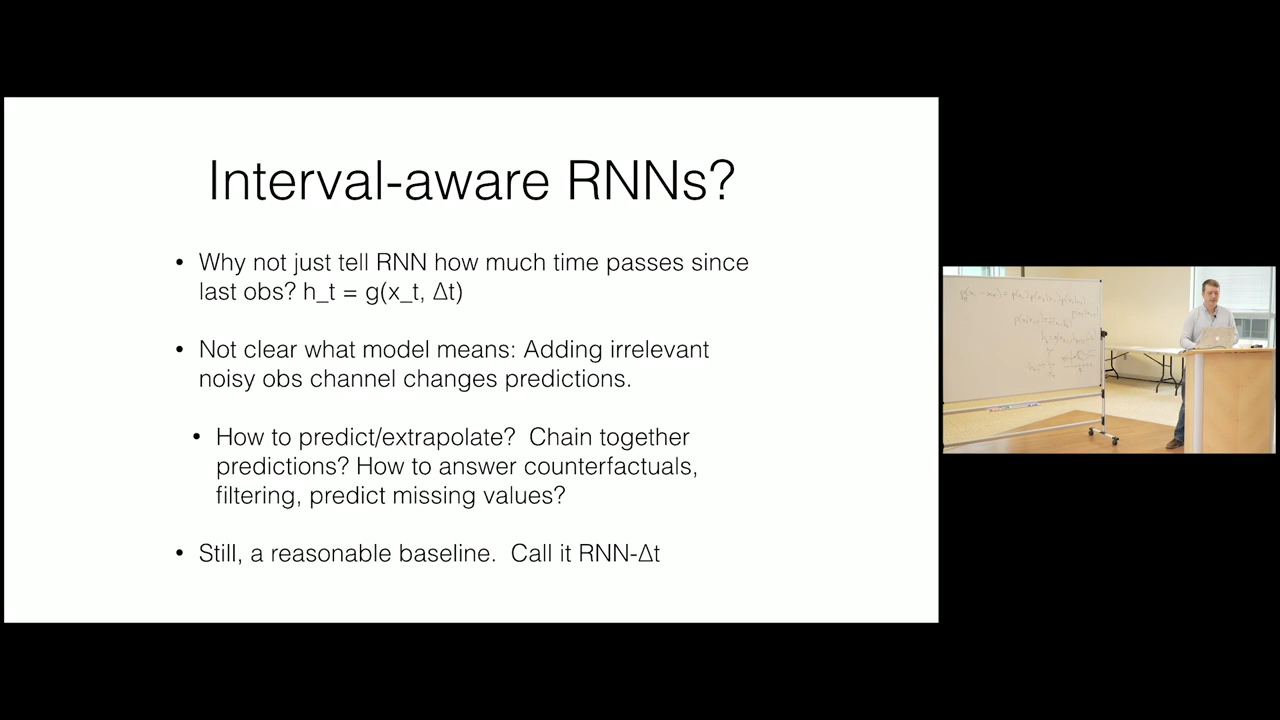 Interval-aware RNNs?
• Why not just tell RNN how much time passes since
last obs? h_t = g(x_t, Δt)
• Not clear what model means: Adding irrelevant
noisy obs channel changes predictions.
• How to predict/extrapolate? Chain together
predictions? How to answer counterfactuals,
filtering, predict missing values?
• Still, a reasonable baseline. Call it RNN-Δt